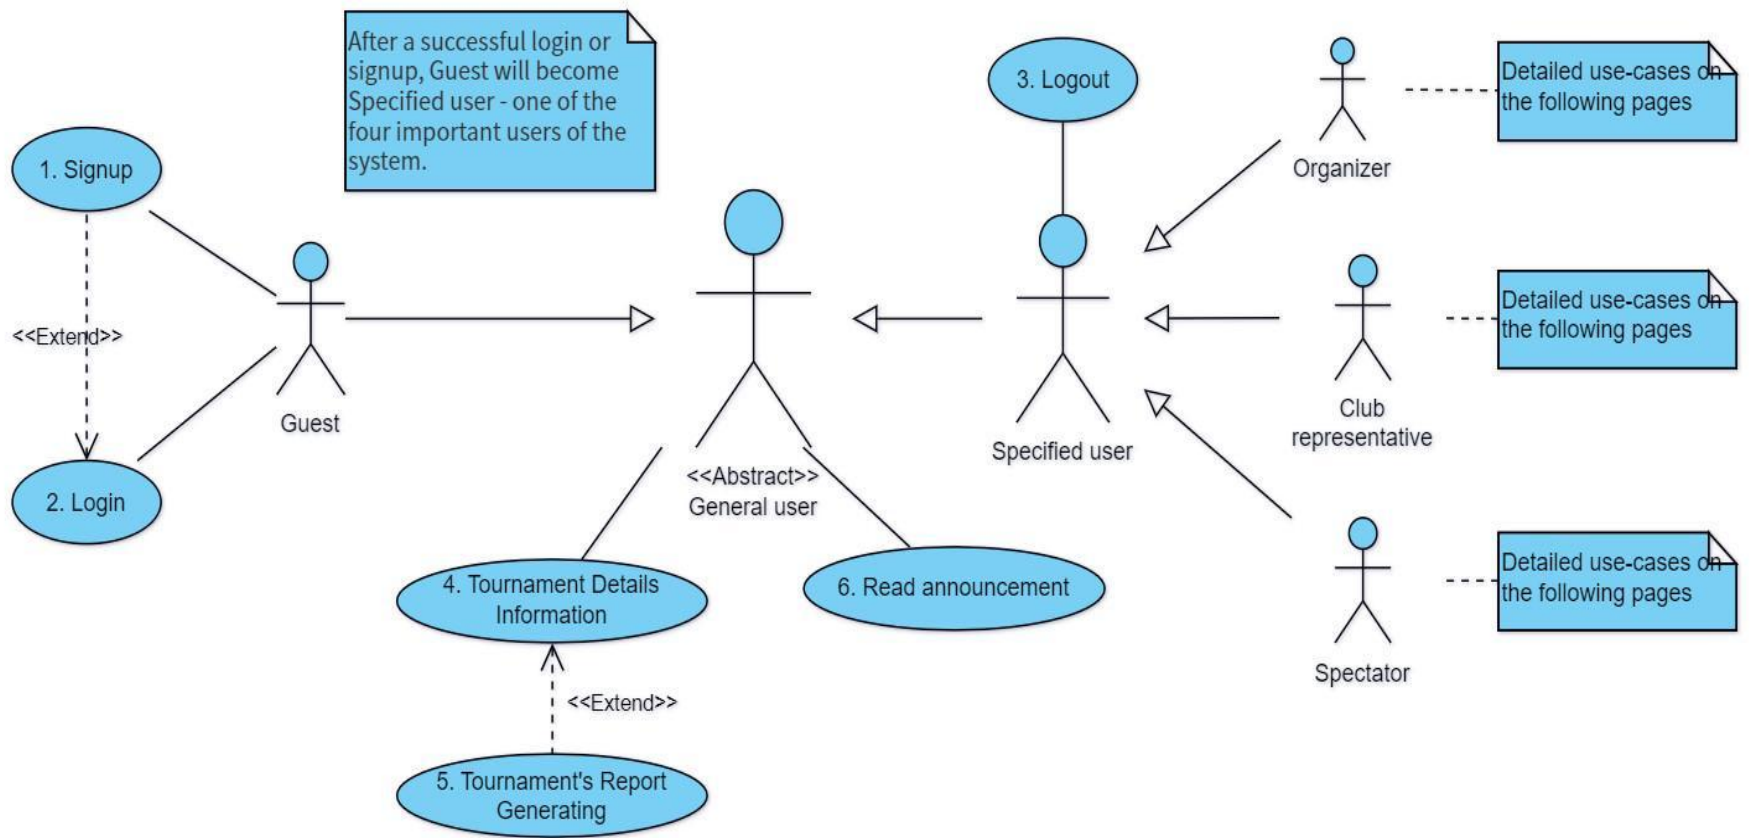 After a successful login or
signup, Guest will become
Specified user - one of the
four important users of the
system.
3. Logout
Detailed use-cases on
the following pages
1. Signup
Organizer
<<Extend>>
Guest
2. Login
<<Abstract>>
General user
Specified user
Detailed use-cases on
the following pages
Club
representative
4. Tournament Details
Information
6. Read announcement
Detailed use-cases on
the following pages
Spectator
<<Extend>>
5. Tournament's Report
Generating